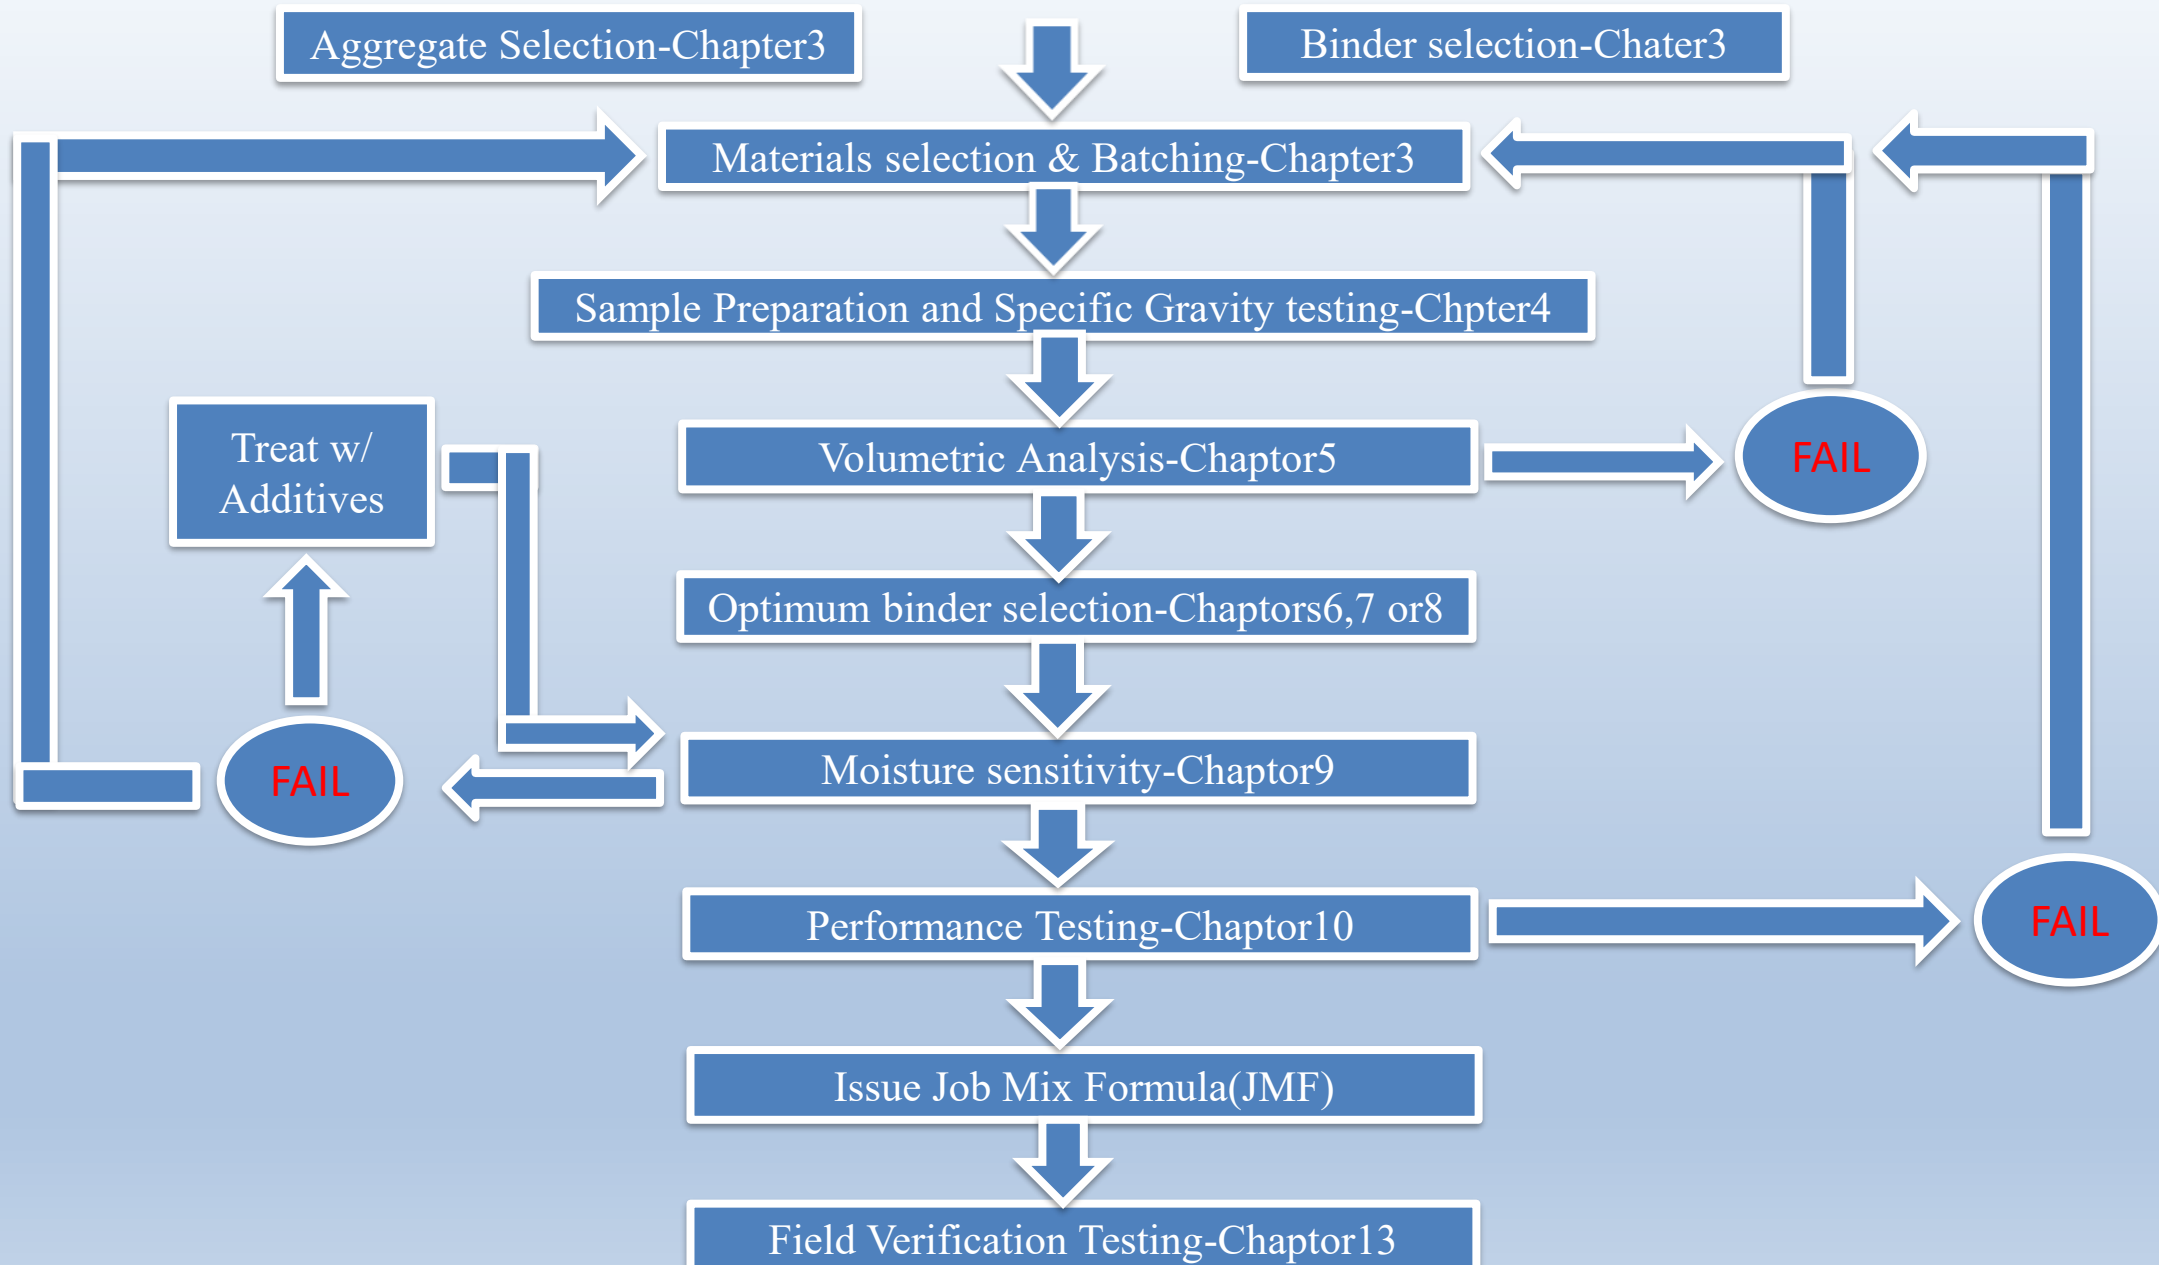 Aggregate Selection-Chapter3
Binder selection-Chater3
Materials selection & Batching-Chapter3
Sample Preparation and Specific Gravity testing-Chpter4
Treat w/
Additives
Volumetric Analysis-Chaptor5
FAIL
Optimum binder selection-Chaptors6,7 or8
FAIL
Moisture sensitivity-Chaptor9
Performance Testing-Chaptor10
FAIL
Issue Job Mix Formula(JMF)
Field Verification Testing-Chaptor13